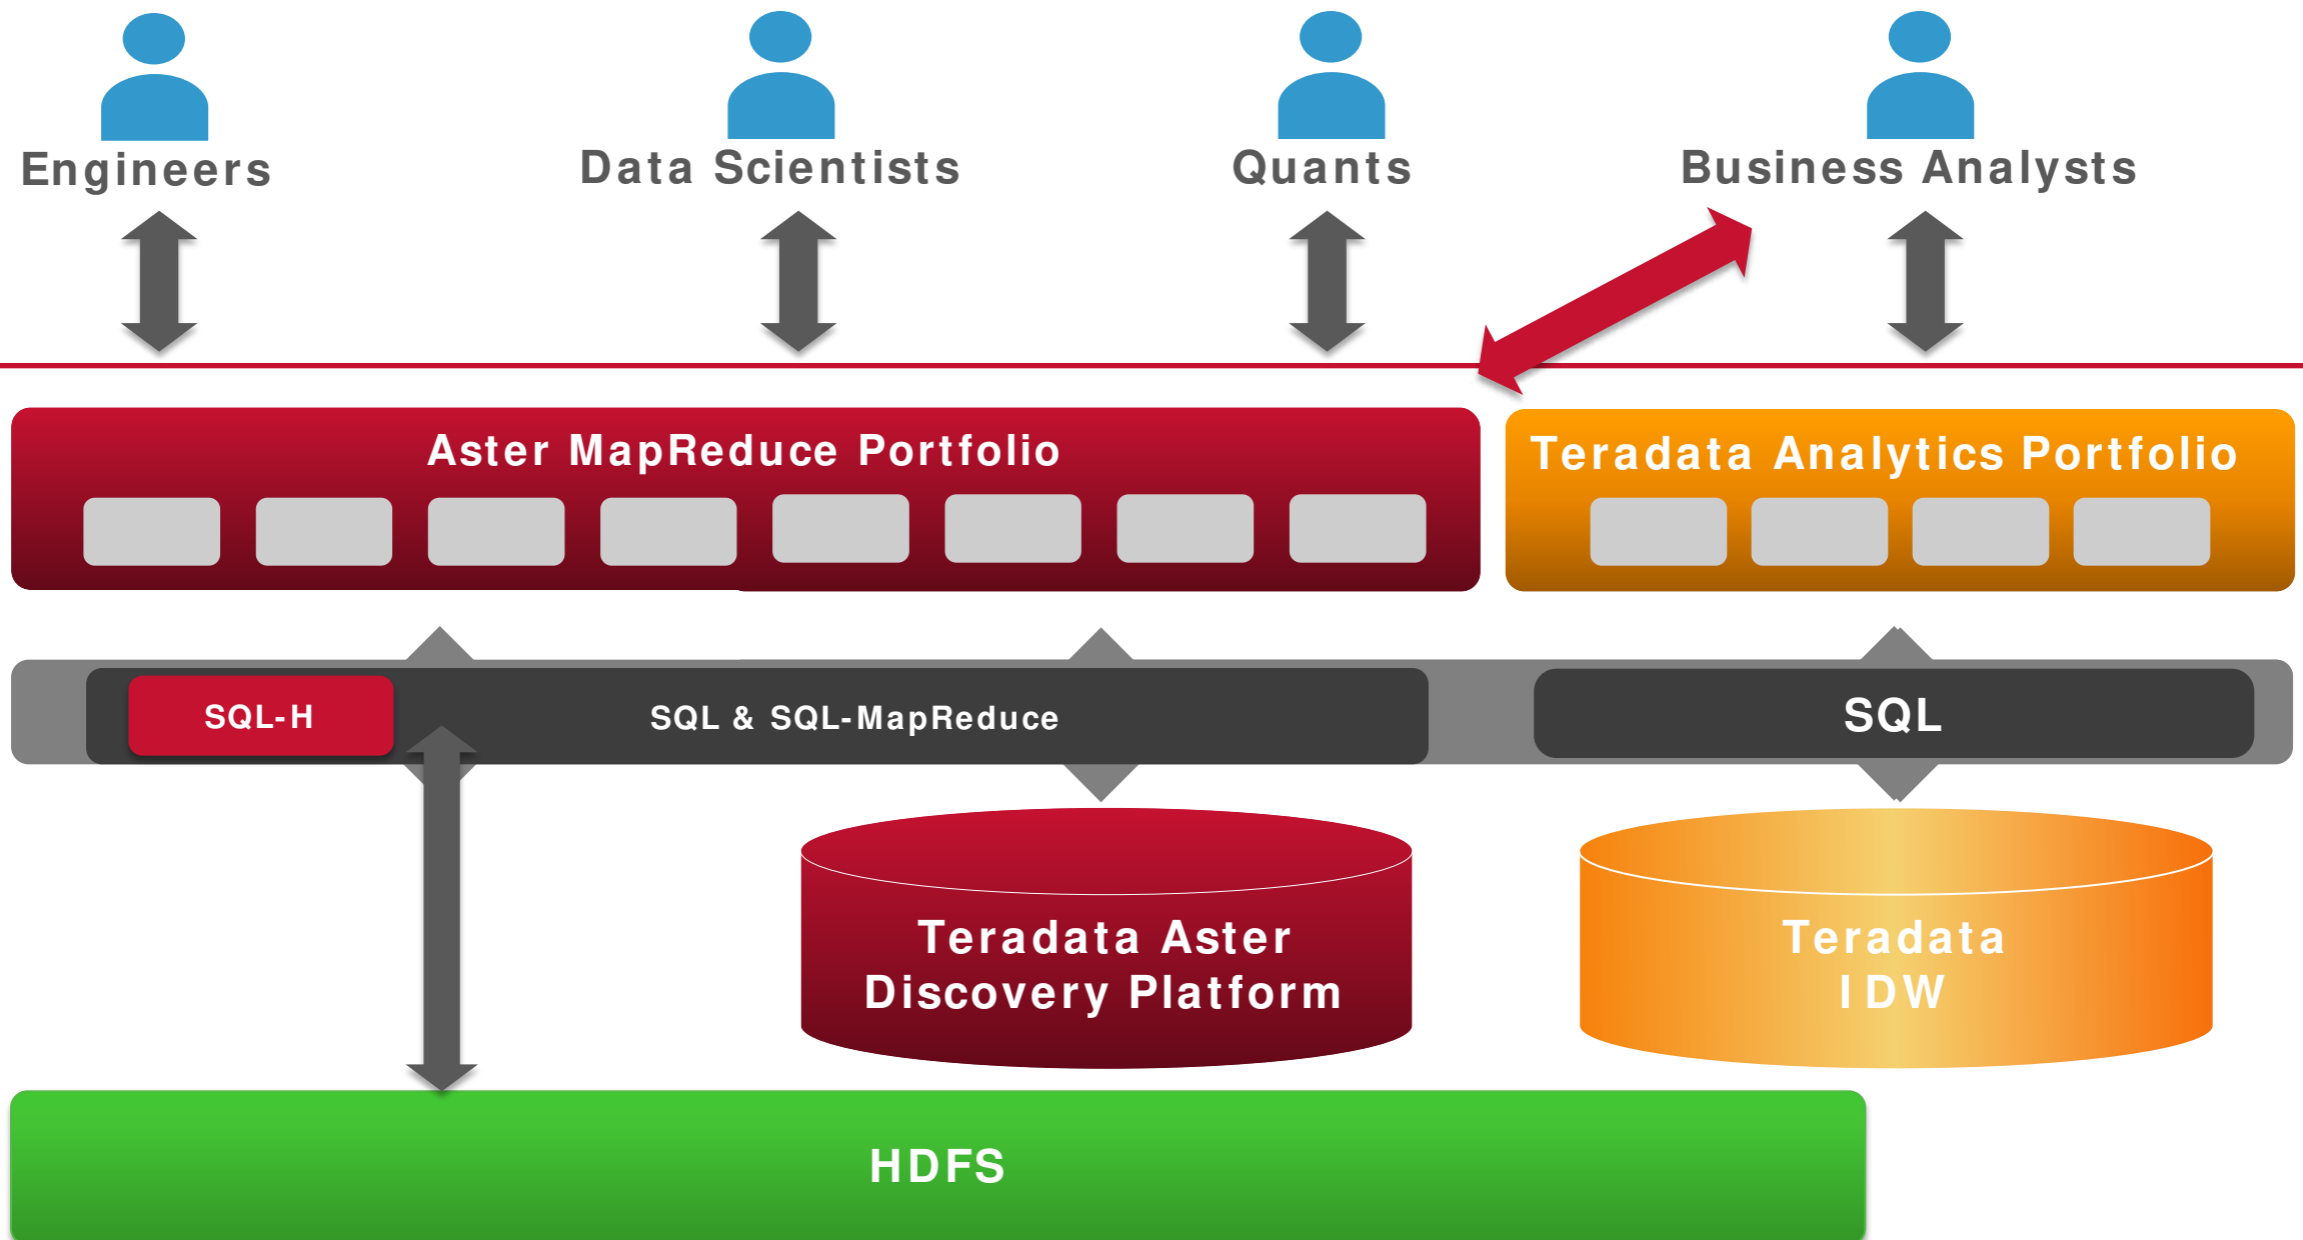 Engineers
Data Scientists
Quants
Business Analysts
Aster MapReduce Portfolio
Teradata Analytics Portfolio
SQL-H
SQL & SQL-MapReduce
SQL
Teradata Aster
Discovery Platform
Teradata
IDW
HDFS